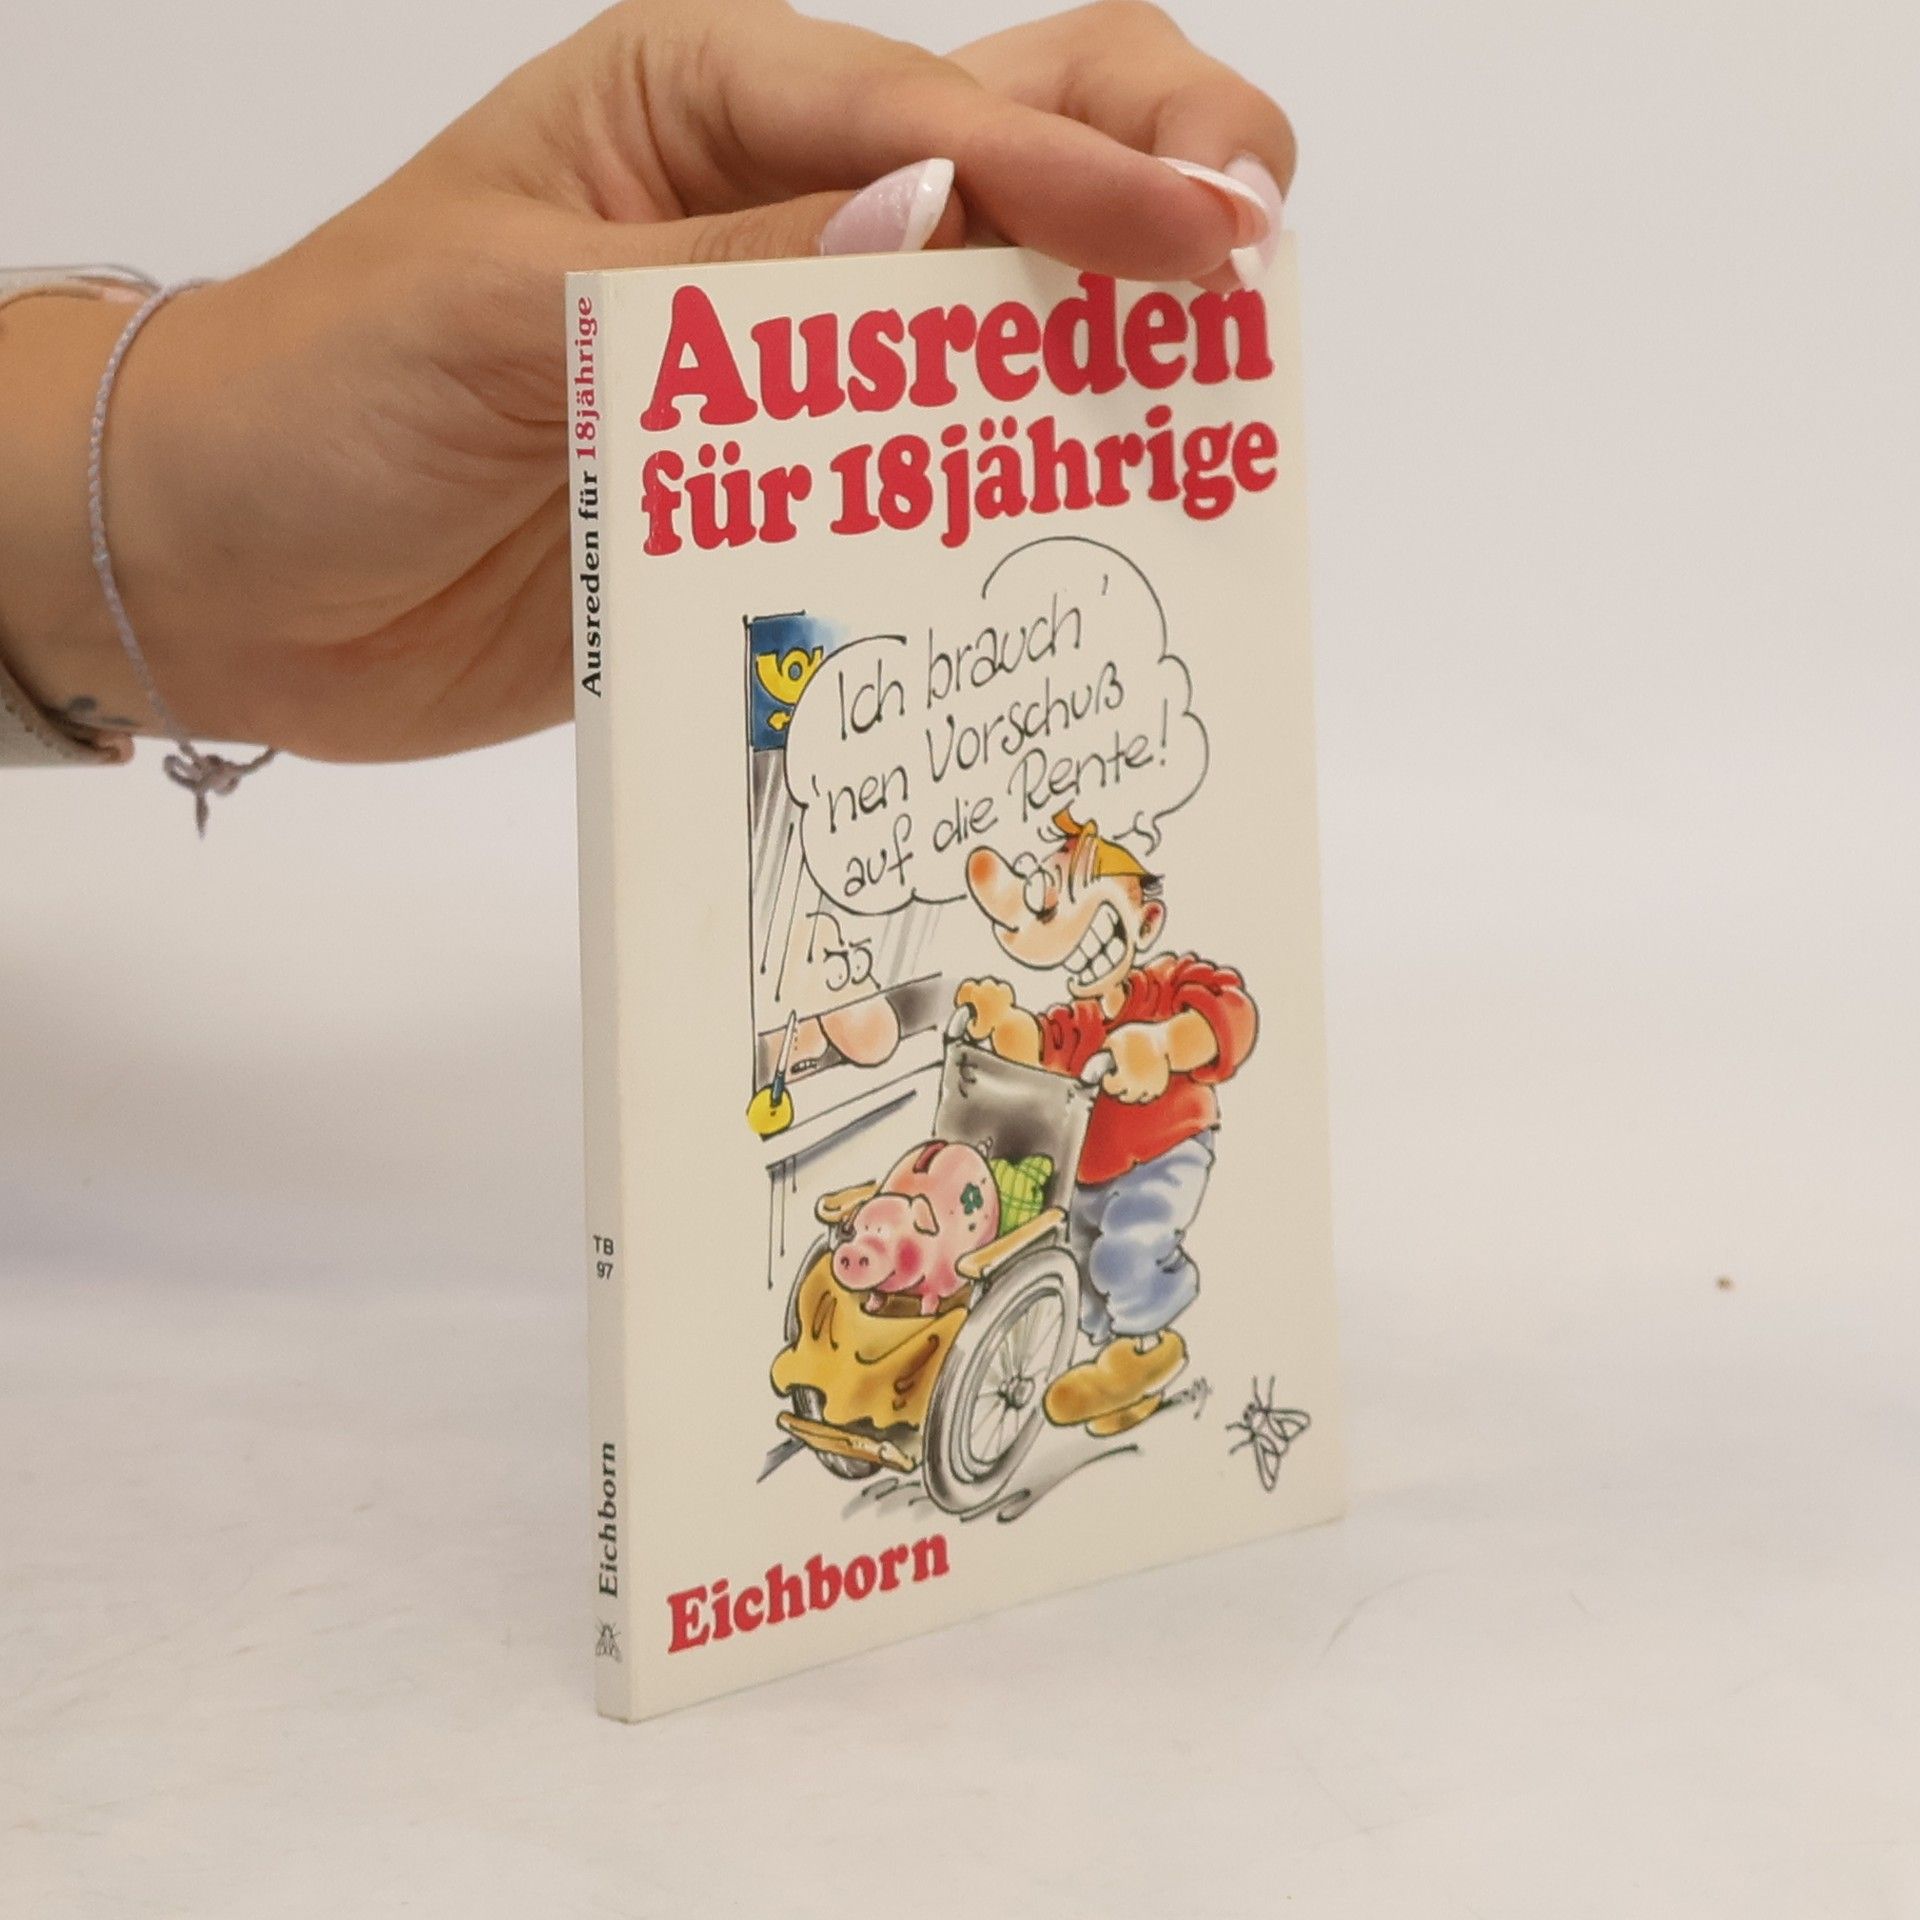 Ausreden
für 18jährige
Ich brauch'
'nen Vorschuß
auf die Rente!
Eichborn
Ausreden für 18jährige
TB
97
Eichborn